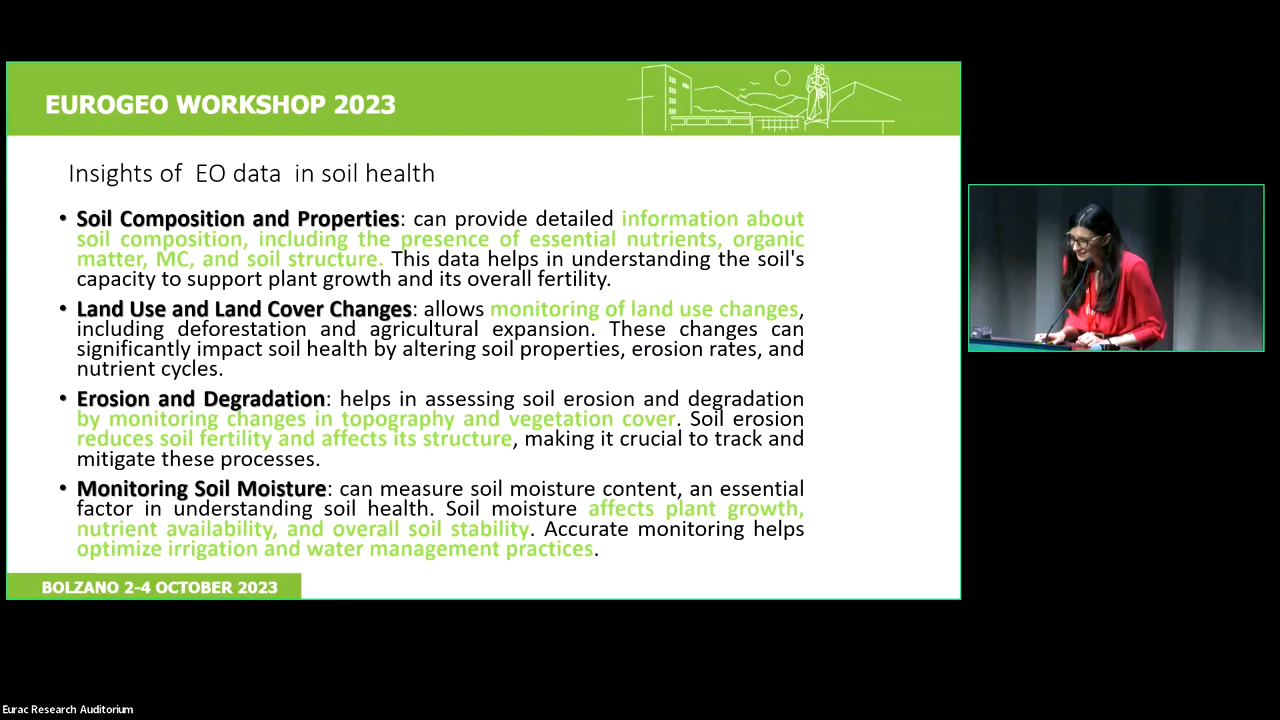 EUROGEO WORKSHOP 2023
Insights of EO data in soil health
• Soil Composition and Properties: can provide detailed information about
soil composition, including the presence of essential nutrients, organic
matter, MC, and soil structure. This data helps in understanding the soil's
capacity to support plant growth and its overall fertility.
• Land Use and Land Cover Changes: allows monitoring of land use changes,
including deforestation and agricultural expansion. These changes can
significantly impact soil health by altering soil properties, erosion rates, and
nutrient cycles.
• Erosion and Degradation: helps in assessing soil erosion and degradation
by monitoring changes in topography and vegetation cover. Soil erosion
reduces soil fertility and affects its structure, making it crucial to track and
mitigate these processes.
• Monitoring Soil Moisture: can measure soil moisture content, an essential
factor in understanding soil health. Soil moisture affects plant growth,
nutrient availability, and overall soil stability. Accurate monitoring helps
optimize irrigation and water management practices.
BOLZANO 2-4 OCTOBER 2023
Eurac Research Auditorium